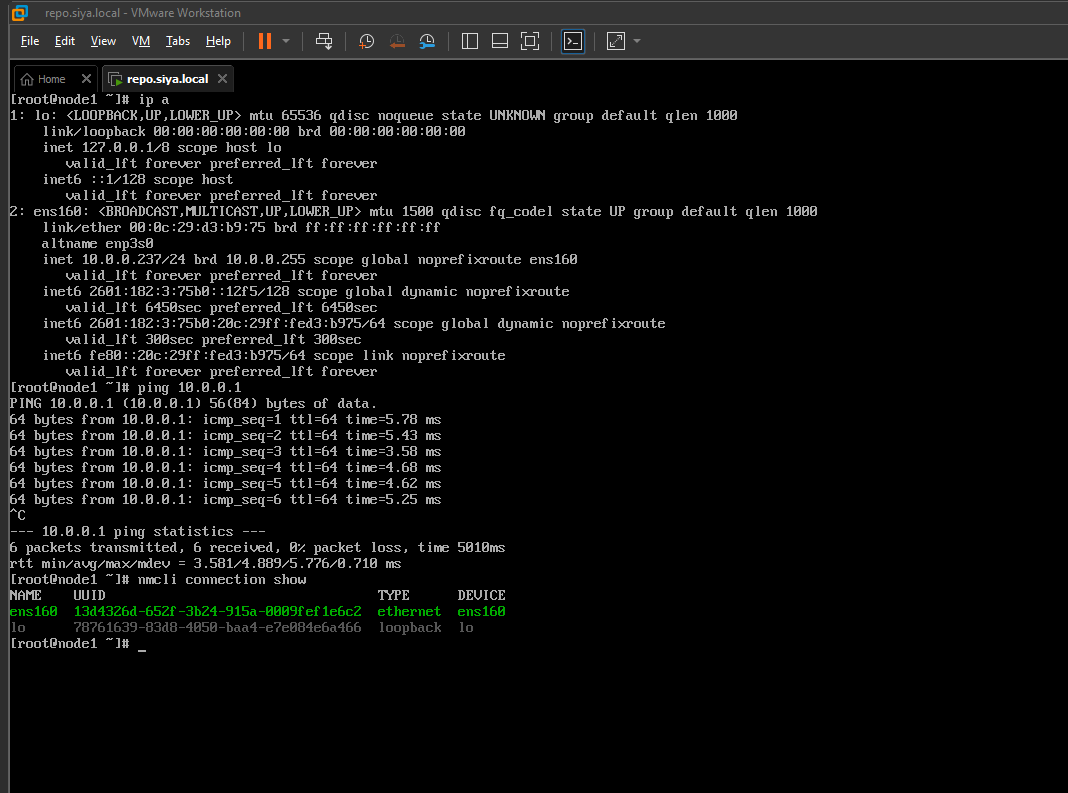 repo.siya.local - VMware Workstation
File Edit View VM Tabs Help
Home repo.siya.local
[root@node1 ~]# ip a
1: lo: <LOOPBACK,UP,LOWER_UP> mtu 65536 qdisc noqueue state UNKNOWN group default qlen 1000
    link/loopback 00:00:00:00:00:00 brd 00:00:00:00:00:00
    inet 127.0.0.1/8 scope host lo
       valid_lft forever preferred_lft forever
    inet6 ::1/128 scope host
       valid_lft forever preferred_lft forever
2: ens160: <BROADCAST,MULTICAST,UP,LOWER_UP> mtu 1500 qdisc fq_codel state UP group default qlen 1000
    link/ether 00:0c:29:d3:b9:75 brd ff:ff:ff:ff:ff:ff
    altname enp3s0
    inet 10.0.0.237/24 brd 10.0.0.255 scope global noprefixroute ens160
       valid_lft forever preferred_lft forever
    inet6 2601:182:3:75b0::12f5/128 scope global dynamic noprefixroute
       valid_lft 6450sec preferred_lft 6450sec
    inet6 2601:182:3:75b0:20c:29ff:fed3:b975/64 scope global dynamic noprefixroute
       valid_lft 300sec preferred_lft 300sec
    inet6 fe80::20c:29ff:fed3:b975/64 scope link noprefixroute
       valid_lft forever preferred_lft forever
[root@node1 ~]# ping 10.0.0.1
PING 10.0.0.1 (10.0.0.1) 56(84) bytes of data.
64 bytes from 10.0.0.1: icmp_seq=1 ttl=64 time=5.78 ms
64 bytes from 10.0.0.1: icmp_seq=2 ttl=64 time=5.43 ms
64 bytes from 10.0.0.1: icmp_seq=3 ttl=64 time=3.58 ms
64 bytes from 10.0.0.1: icmp_seq=4 ttl=64 time=4.68 ms
64 bytes from 10.0.0.1: icmp_seq=5 ttl=64 time=4.62 ms
64 bytes from 10.0.0.1: icmp_seq=6 ttl=64 time=5.25 ms
^C
--- 10.0.0.1 ping statistics ---
6 packets transmitted, 6 received, 0% packet loss, time 5010ms
rtt min/avg/max/mdev = 3.581/4.889/5.776/0.710 ms
[root@node1 ~]# nmcli connection show
NAME    UUID                                  TYPE      DEVICE
ens160  13d4326d-652f-3b24-915a-0009fef1e6c2  ethernet  ens160
lo      78761639-83d8-4050-baa4-e7e084e6a466  loopback  lo
[root@node1 ~]# _